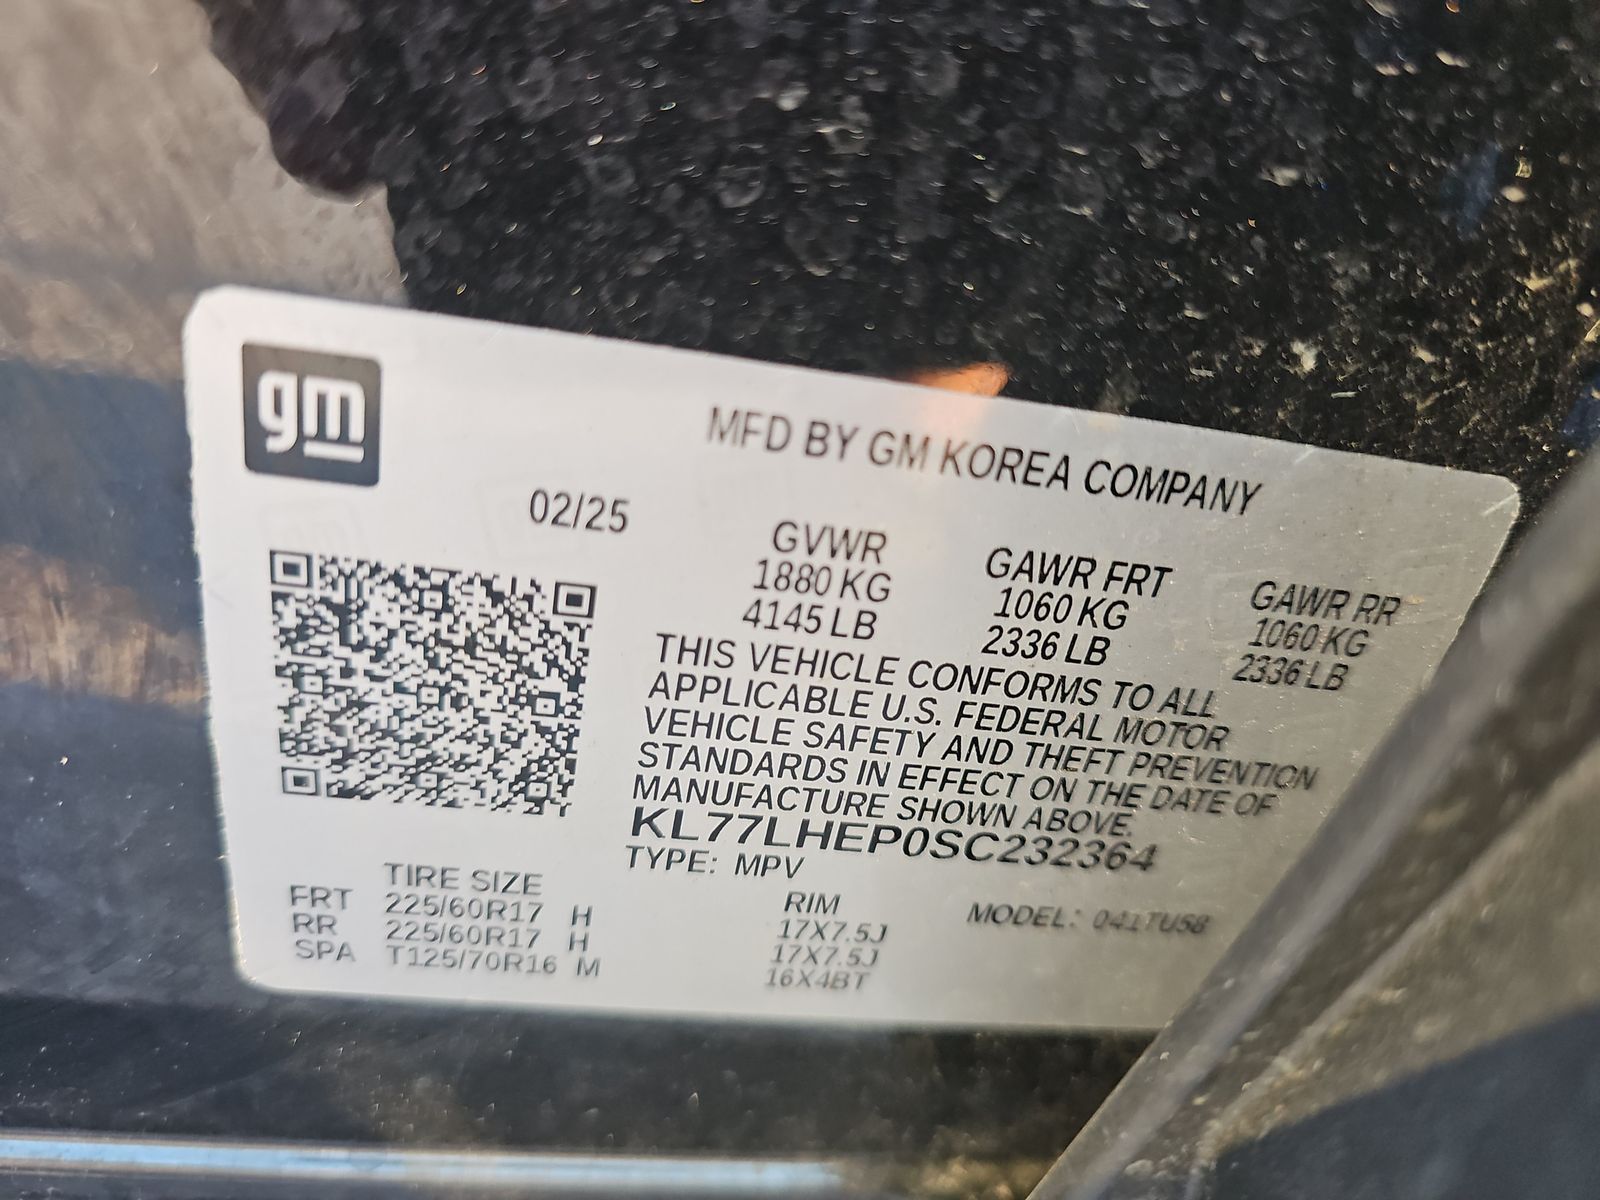 gm
MFD BY GM KOREA COMPANY
02/25
GVWR
1880 KG
4145 LB
GAWR FRT
1060 KG
2336 LB
GAWR RR
1060 KG
2336 LB
THIS VEHICLE CONFORMS TO ALL
APPLICABLE U.S. FEDERAL MOTOR
VEHICLE SAFETY AND THEFT PREVENTION
STANDARDS IN EFFECT ON THE DATE OF
MANUFACTURE SHOWN ABOVE.
KL77LHEP0SC232364
TYPE: MPV
TIRE SIZE
RIM
FRT 225/60R17 H 17X7.5J
RR 225/60R17 H 17X7.5J
SPA T125/70R16 M 16X4BT
MODEL: 041TU58